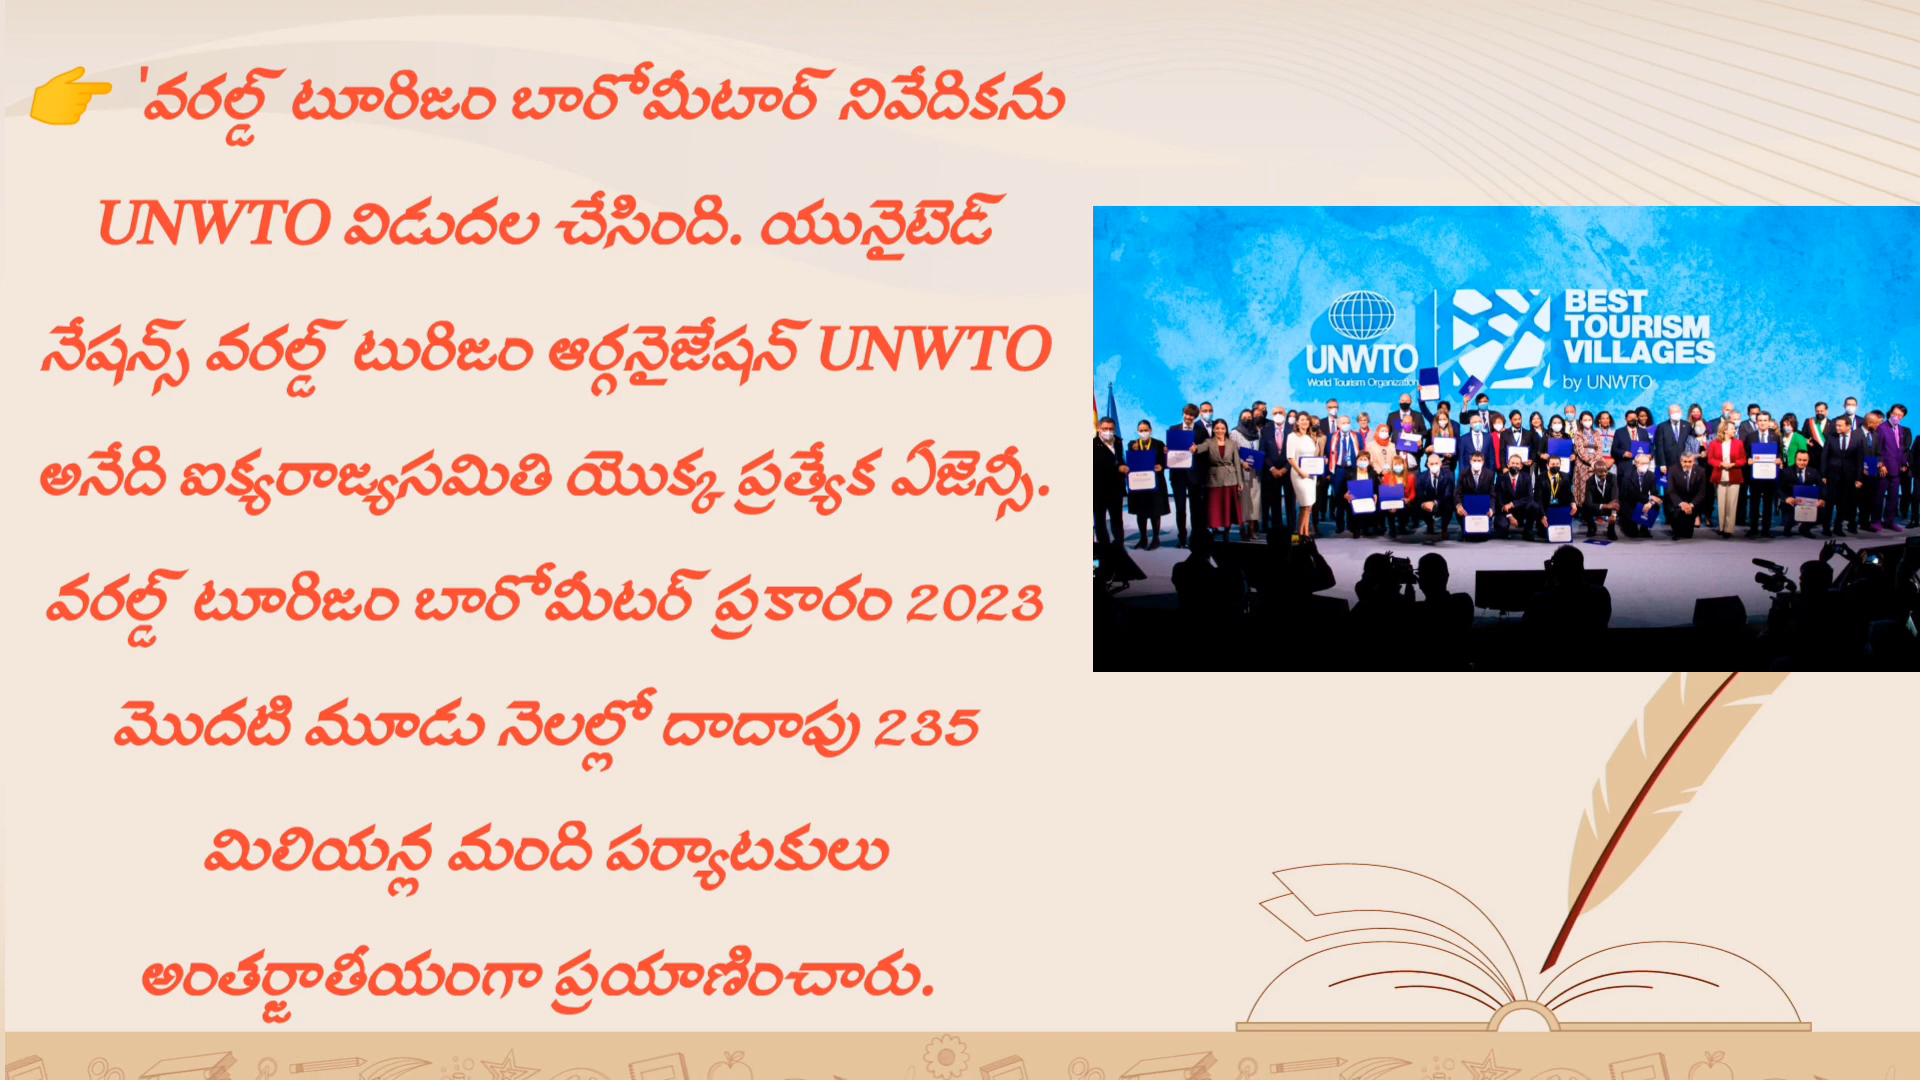 'వరల్డ్ టూరిజం బారోమీటార్ నివేదికను
UNWTO విడుదల చేసింది. యునైటెడ్
నేషన్స్ వరల్డ్ టురిజం ఆర్గనైజేషన్ UNWTO
అనేది ఐక్యరాజ్యసమితి యొక్క ప్రత్యేక ఏజెన్సీ.
వరల్డ్ టూరిజం బారోమీటర్ ప్రకారం 2023
మొదటి మూడు నెలల్లో దాదాపు 235
మిలియన్ల మంది పర్యాటకులు
అంతర్జాతీయంగా ప్రయాణించారు.
UNWTO
World Tourism Organization
BEST
TOURISM
VILLAGES
by UNWTO